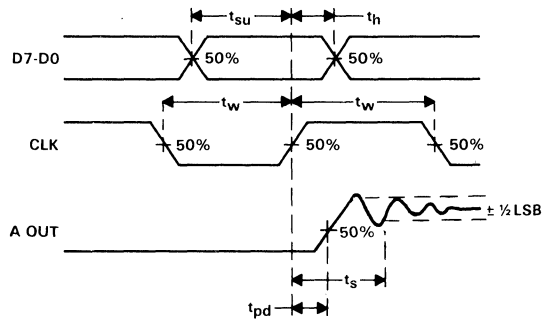 tsu th
D7-D0 50% 50%
tw tw
CLK 50% 50% 50%
A OUT 50% ± ½ LSB
ts
tpd